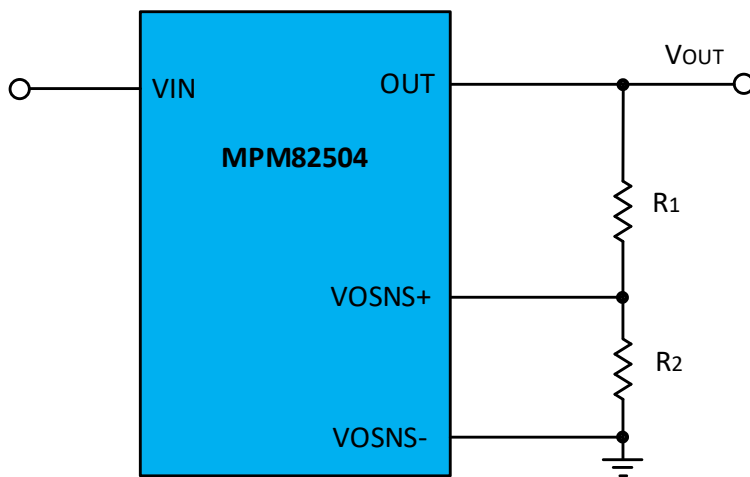 VOUT
VIN
OUT
MPM82504
R1
VOSNS+
R2
VOSNS-